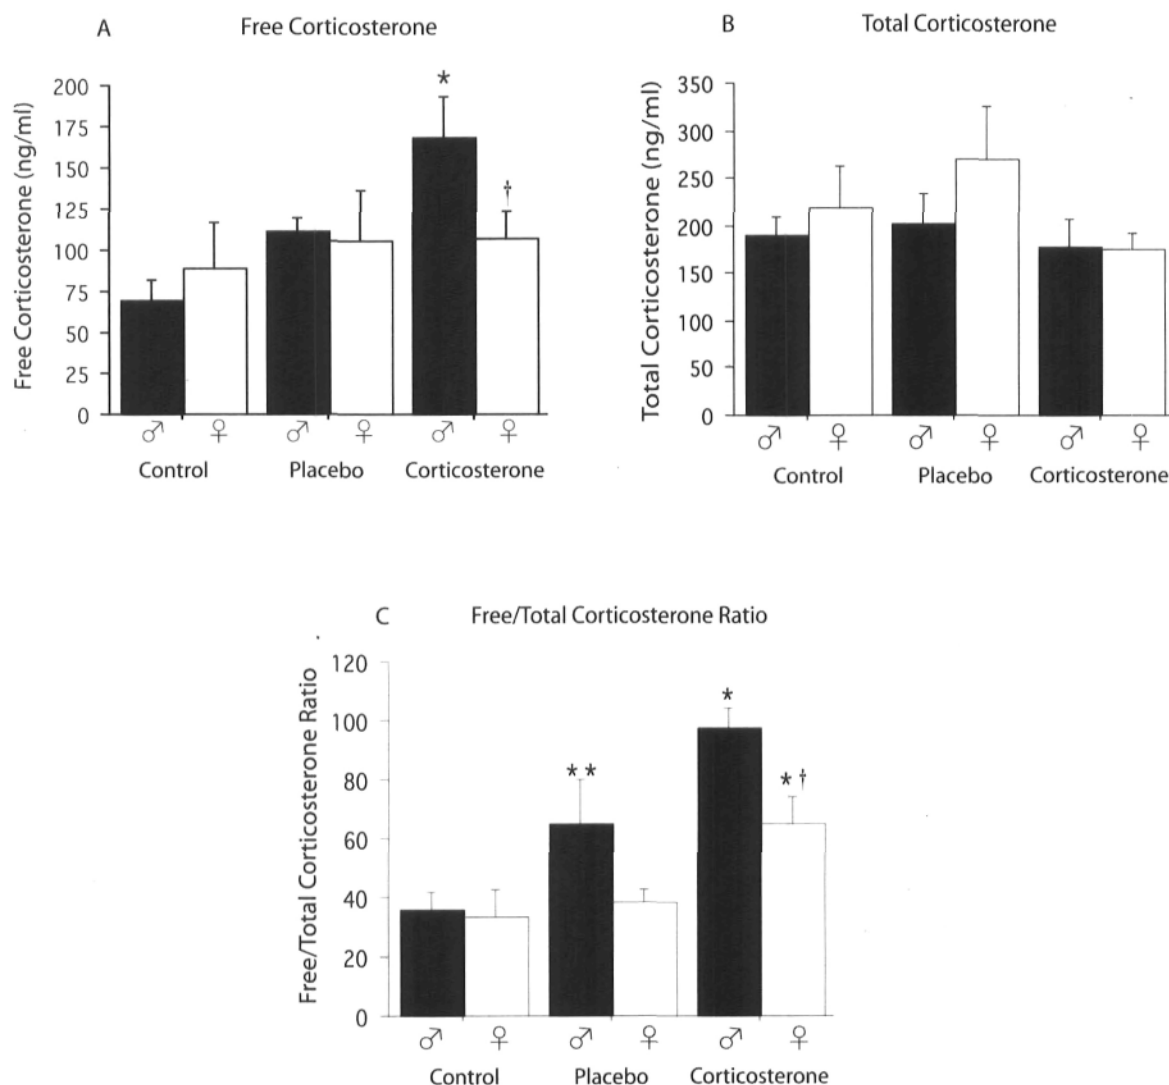 A Free Corticosterone
Free Corticosterone (ng/ml)
200
175
150
125
100
75
50
25
0
*
†
♂ ♀ ♂ ♀ ♂ ♀
Control Placebo Corticosterone
B Total Corticosterone
Total Corticosterone (ng/ml)
350
300
250
200
150
100
50
0
♂ ♀ ♂ ♀ ♂ ♀
Control Placebo Corticosterone
C Free/Total Corticosterone Ratio
Free/Total Corticosterone Ratio
120
100
80
60
40
20
0
**
*
*†
♂ ♀ ♂ ♀ ♂ ♀
Control Placebo Corticosterone